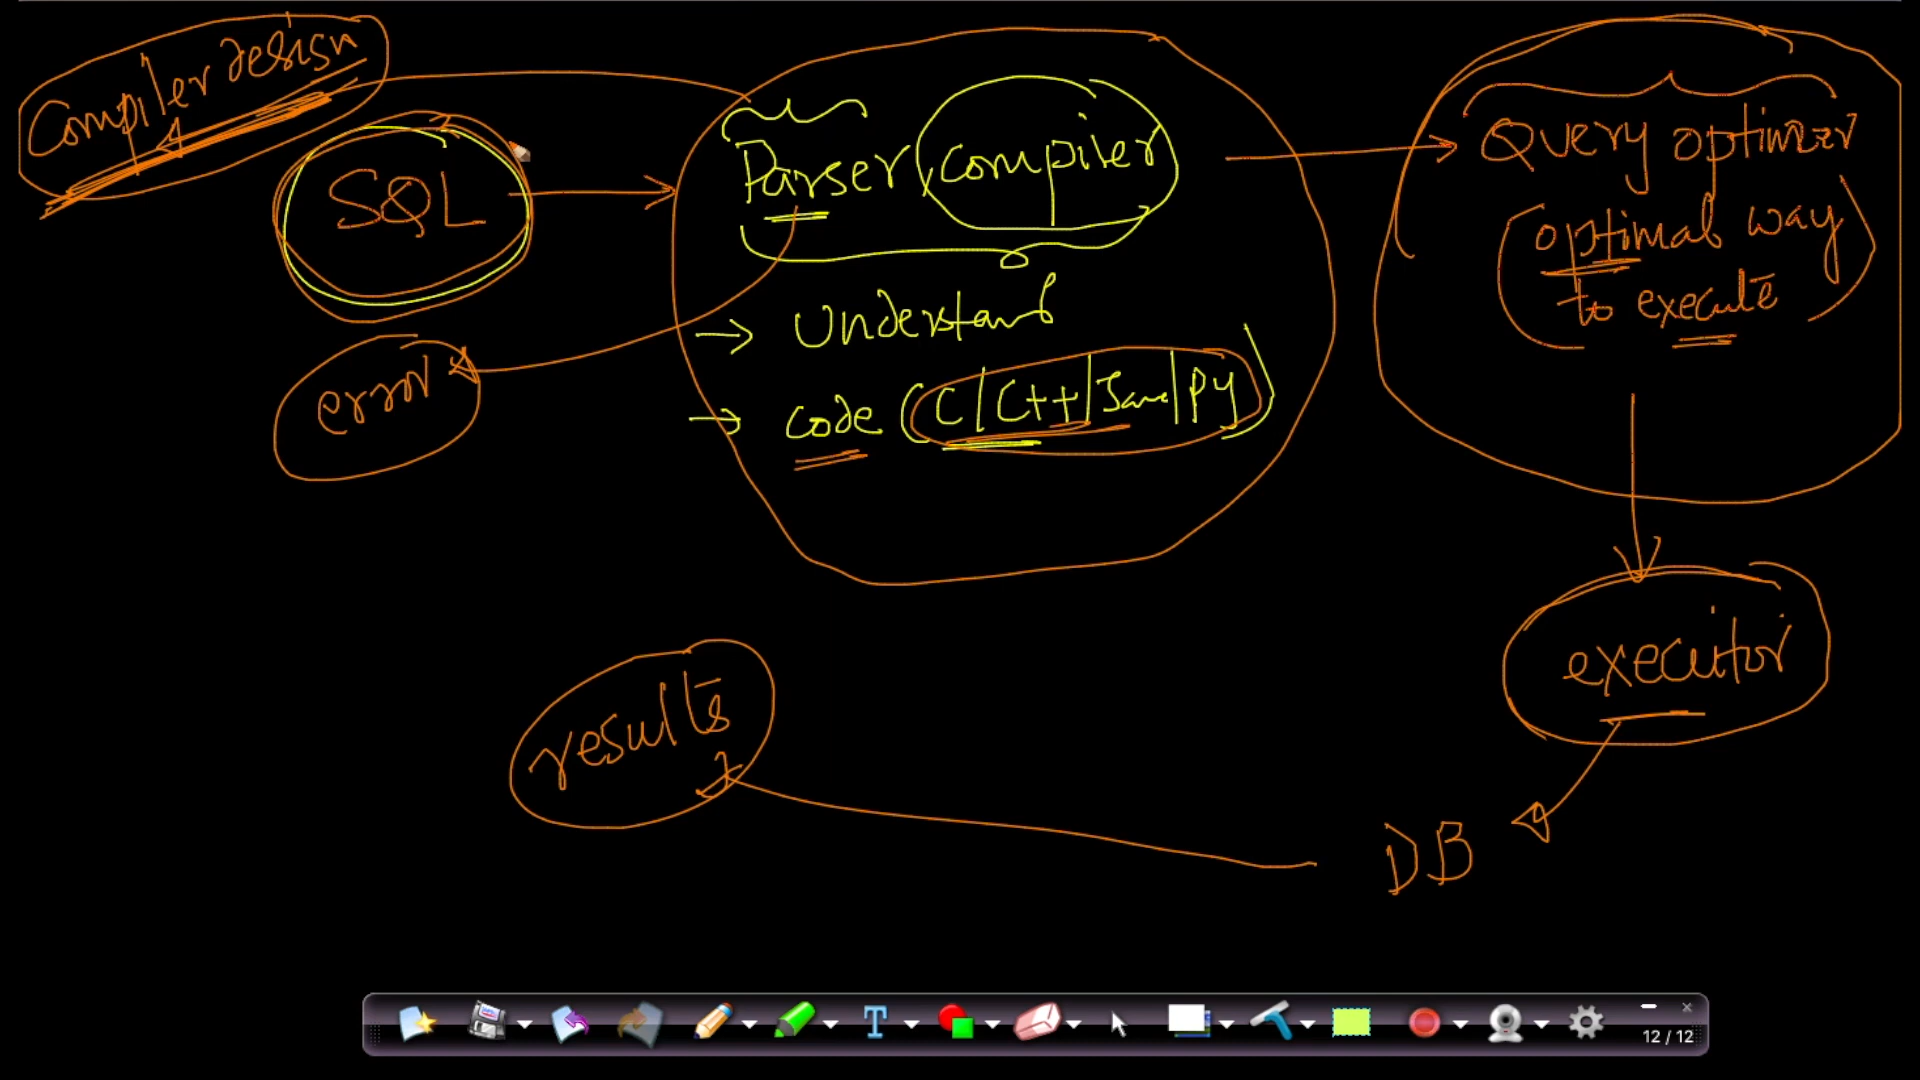 Compiler design
SQL
error
Parser, compiler
→ Understand
→ code (C/C++/Java/Py)
Query optimizer
(optimal way
to execute)
executor
DB
results
T
12 / 12